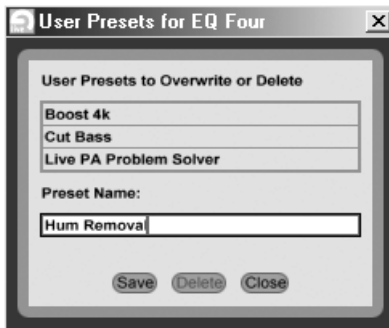 User Presets for EQ Four
User Presets to Overwrite or Delete
Boost 4k
Cut Bass
Live PA Problem Solver
Preset Name:
Hum Removal
Save Delete Close